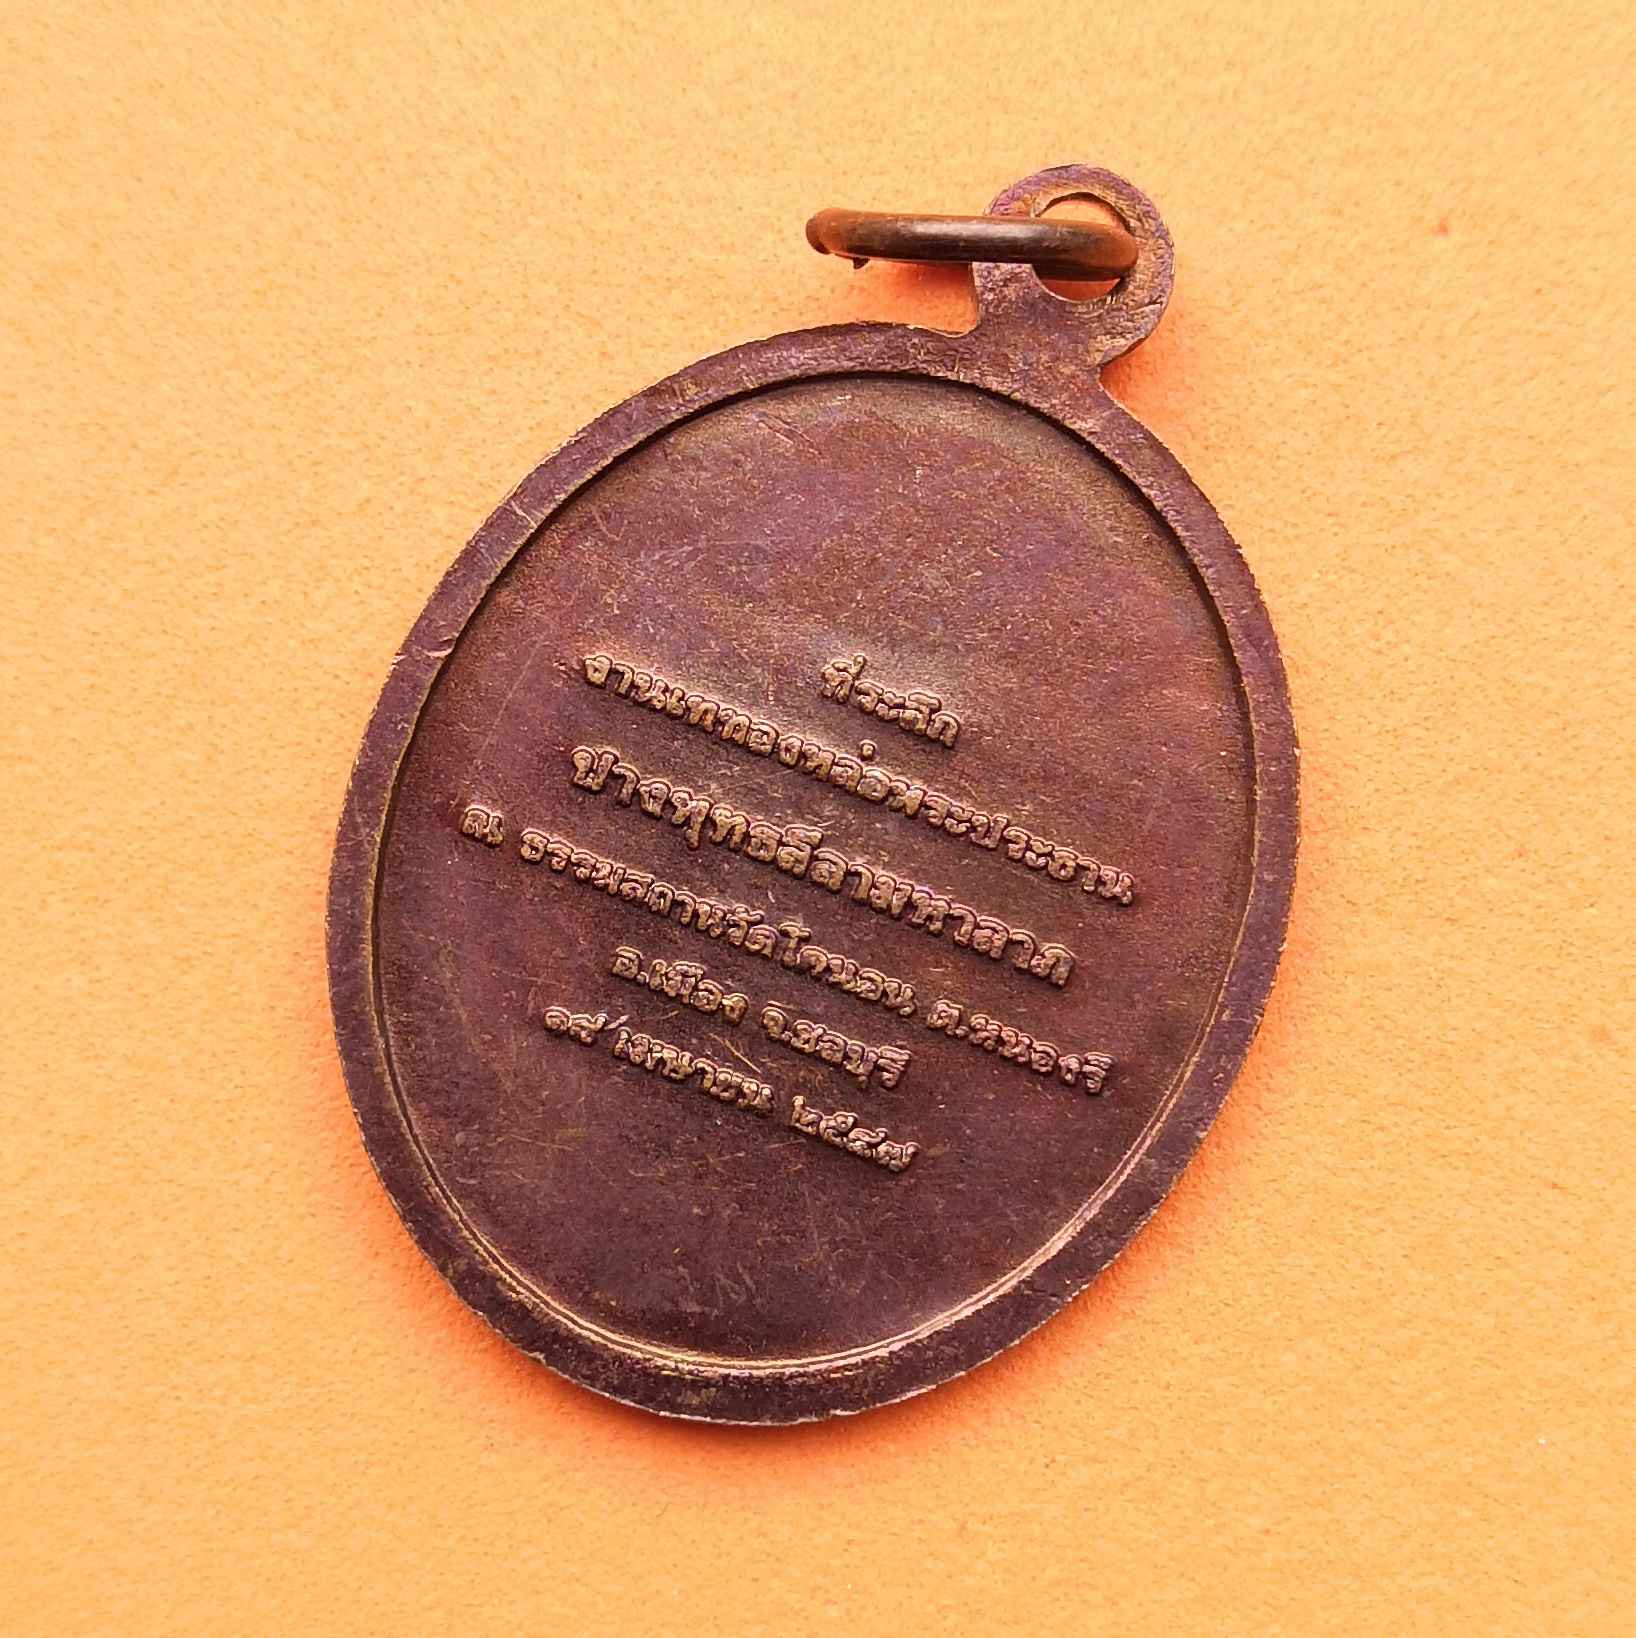 ที่ระลึก
งานเททองหล่อพระประธาน
ปางพุทธลีลามหาลาภ
ณ ธรรมสถานวัดโจนอน ต.หนองรี
อ.เมือง จ.ชลบุรี
๑๙ เมษายน ๒๕๕๗